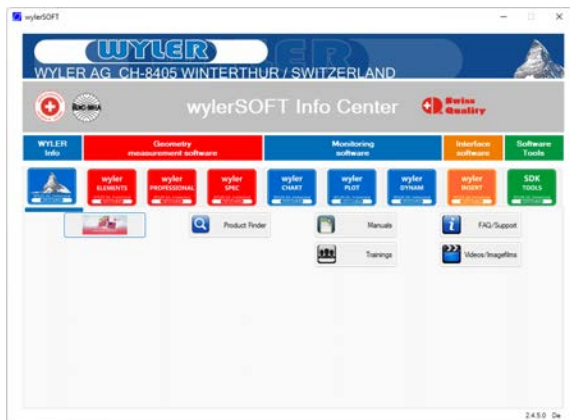 wylerSOFT
WYLER
WYLER AG CH-8405 WINTERTHUR / SWITZERLAND
wylerSOFT Info Center
Swiss
Quality
WYLER
Info
Geometry
measurement software
Monitoring
software
Interface
software
Software
Tools
wyler
ELEMENTS
wyler
PROFESSIONAL
wyler
SPEC
wyler
CHART
wyler
PLOT
wyler
DYNAM
wyler
INSERT
SDK
TOOLS
Product Finder
Manuals
FAQ/Support
Trainings
Videos/Imagefilms
2.4.5.0 De